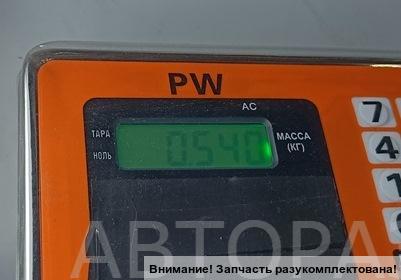 PW
AC
ТАРА
НОЛЬ
0.540
МАССА
(КГ)
7
4
1
АВТОРА
Внимание! Запчасть разукомплектована!